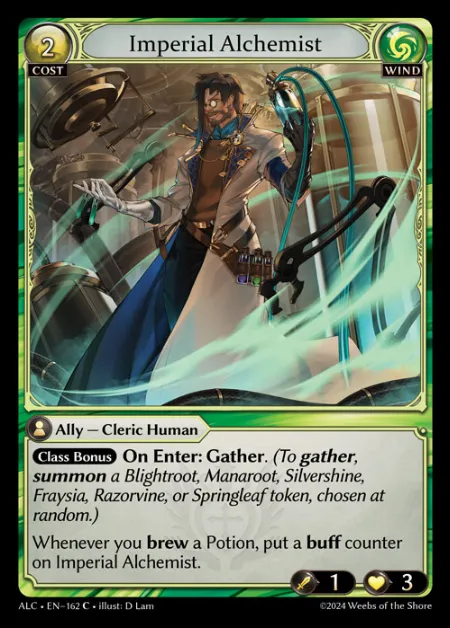 2
Imperial Alchemist
COST
WIND
Ally — Cleric Human
Class Bonus On Enter: Gather. (To gather,
summon a Blightroot, Manaroot, Silvershine,
Fraysia, Razorvine, or Springleaf token, chosen at
random.)
Whenever you brew a Potion, put a buff counter
on Imperial Alchemist.
1
3
ALC • EN–162 C • illust: D Lam
©2024 Weebs of the Shore